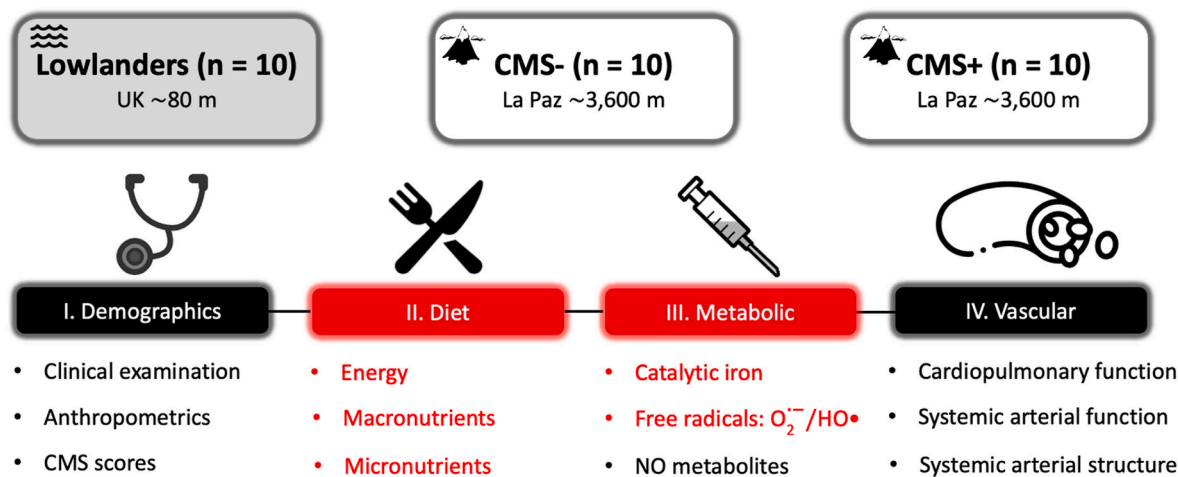 Lowlanders (n = 10)
UK ~80 m
CMS- (n = 10)
La Paz ~3,600 m
CMS+ (n = 10)
La Paz ~3,600 m
I. Demographics
II. Diet
III. Metabolic
IV. Vascular
• Clinical examination
• Anthropometrics
• CMS scores
• Energy
• Macronutrients
• Micronutrients
• Catalytic iron
• Free radicals: O₂˙⁻/HO•
• NO metabolites
• Cardiopulmonary function
• Systemic arterial function
• Systemic arterial structure